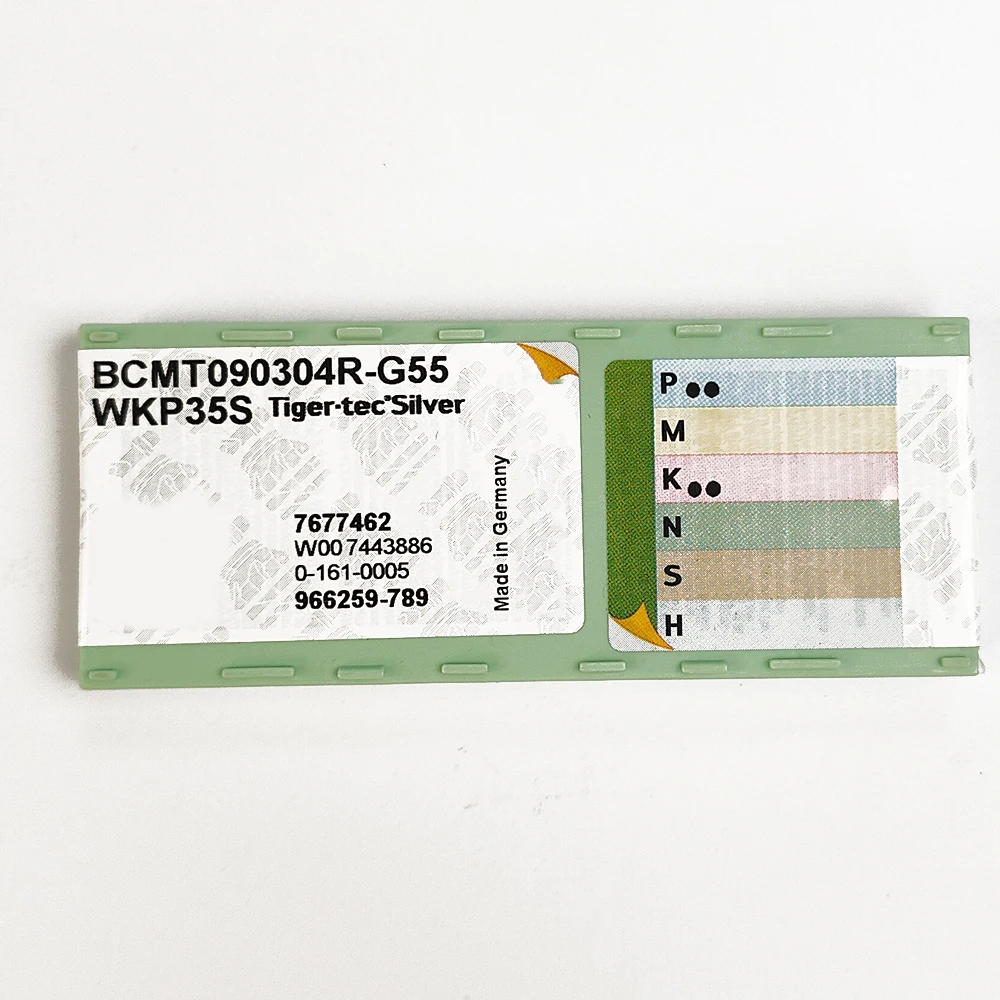 BCMT090304R-G55
WKP35S Tiger·tec®Silver
7677462
W00 7443886
0-161-0005
966259-789
Made in Germany
P ●●
M
K ●●
N
S
H